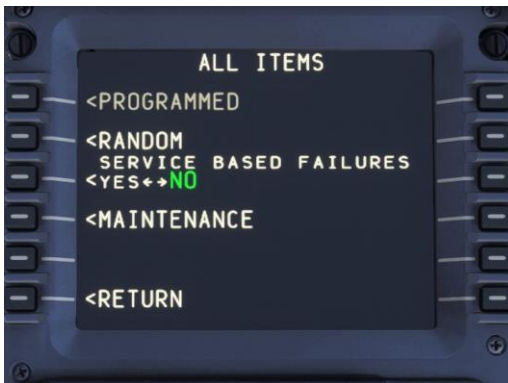 ALL ITEMS
<PROGRAMMED
<RANDOM
SERVICE BASED FAILURES
<YES↔NO
<MAINTENANCE
<RETURN